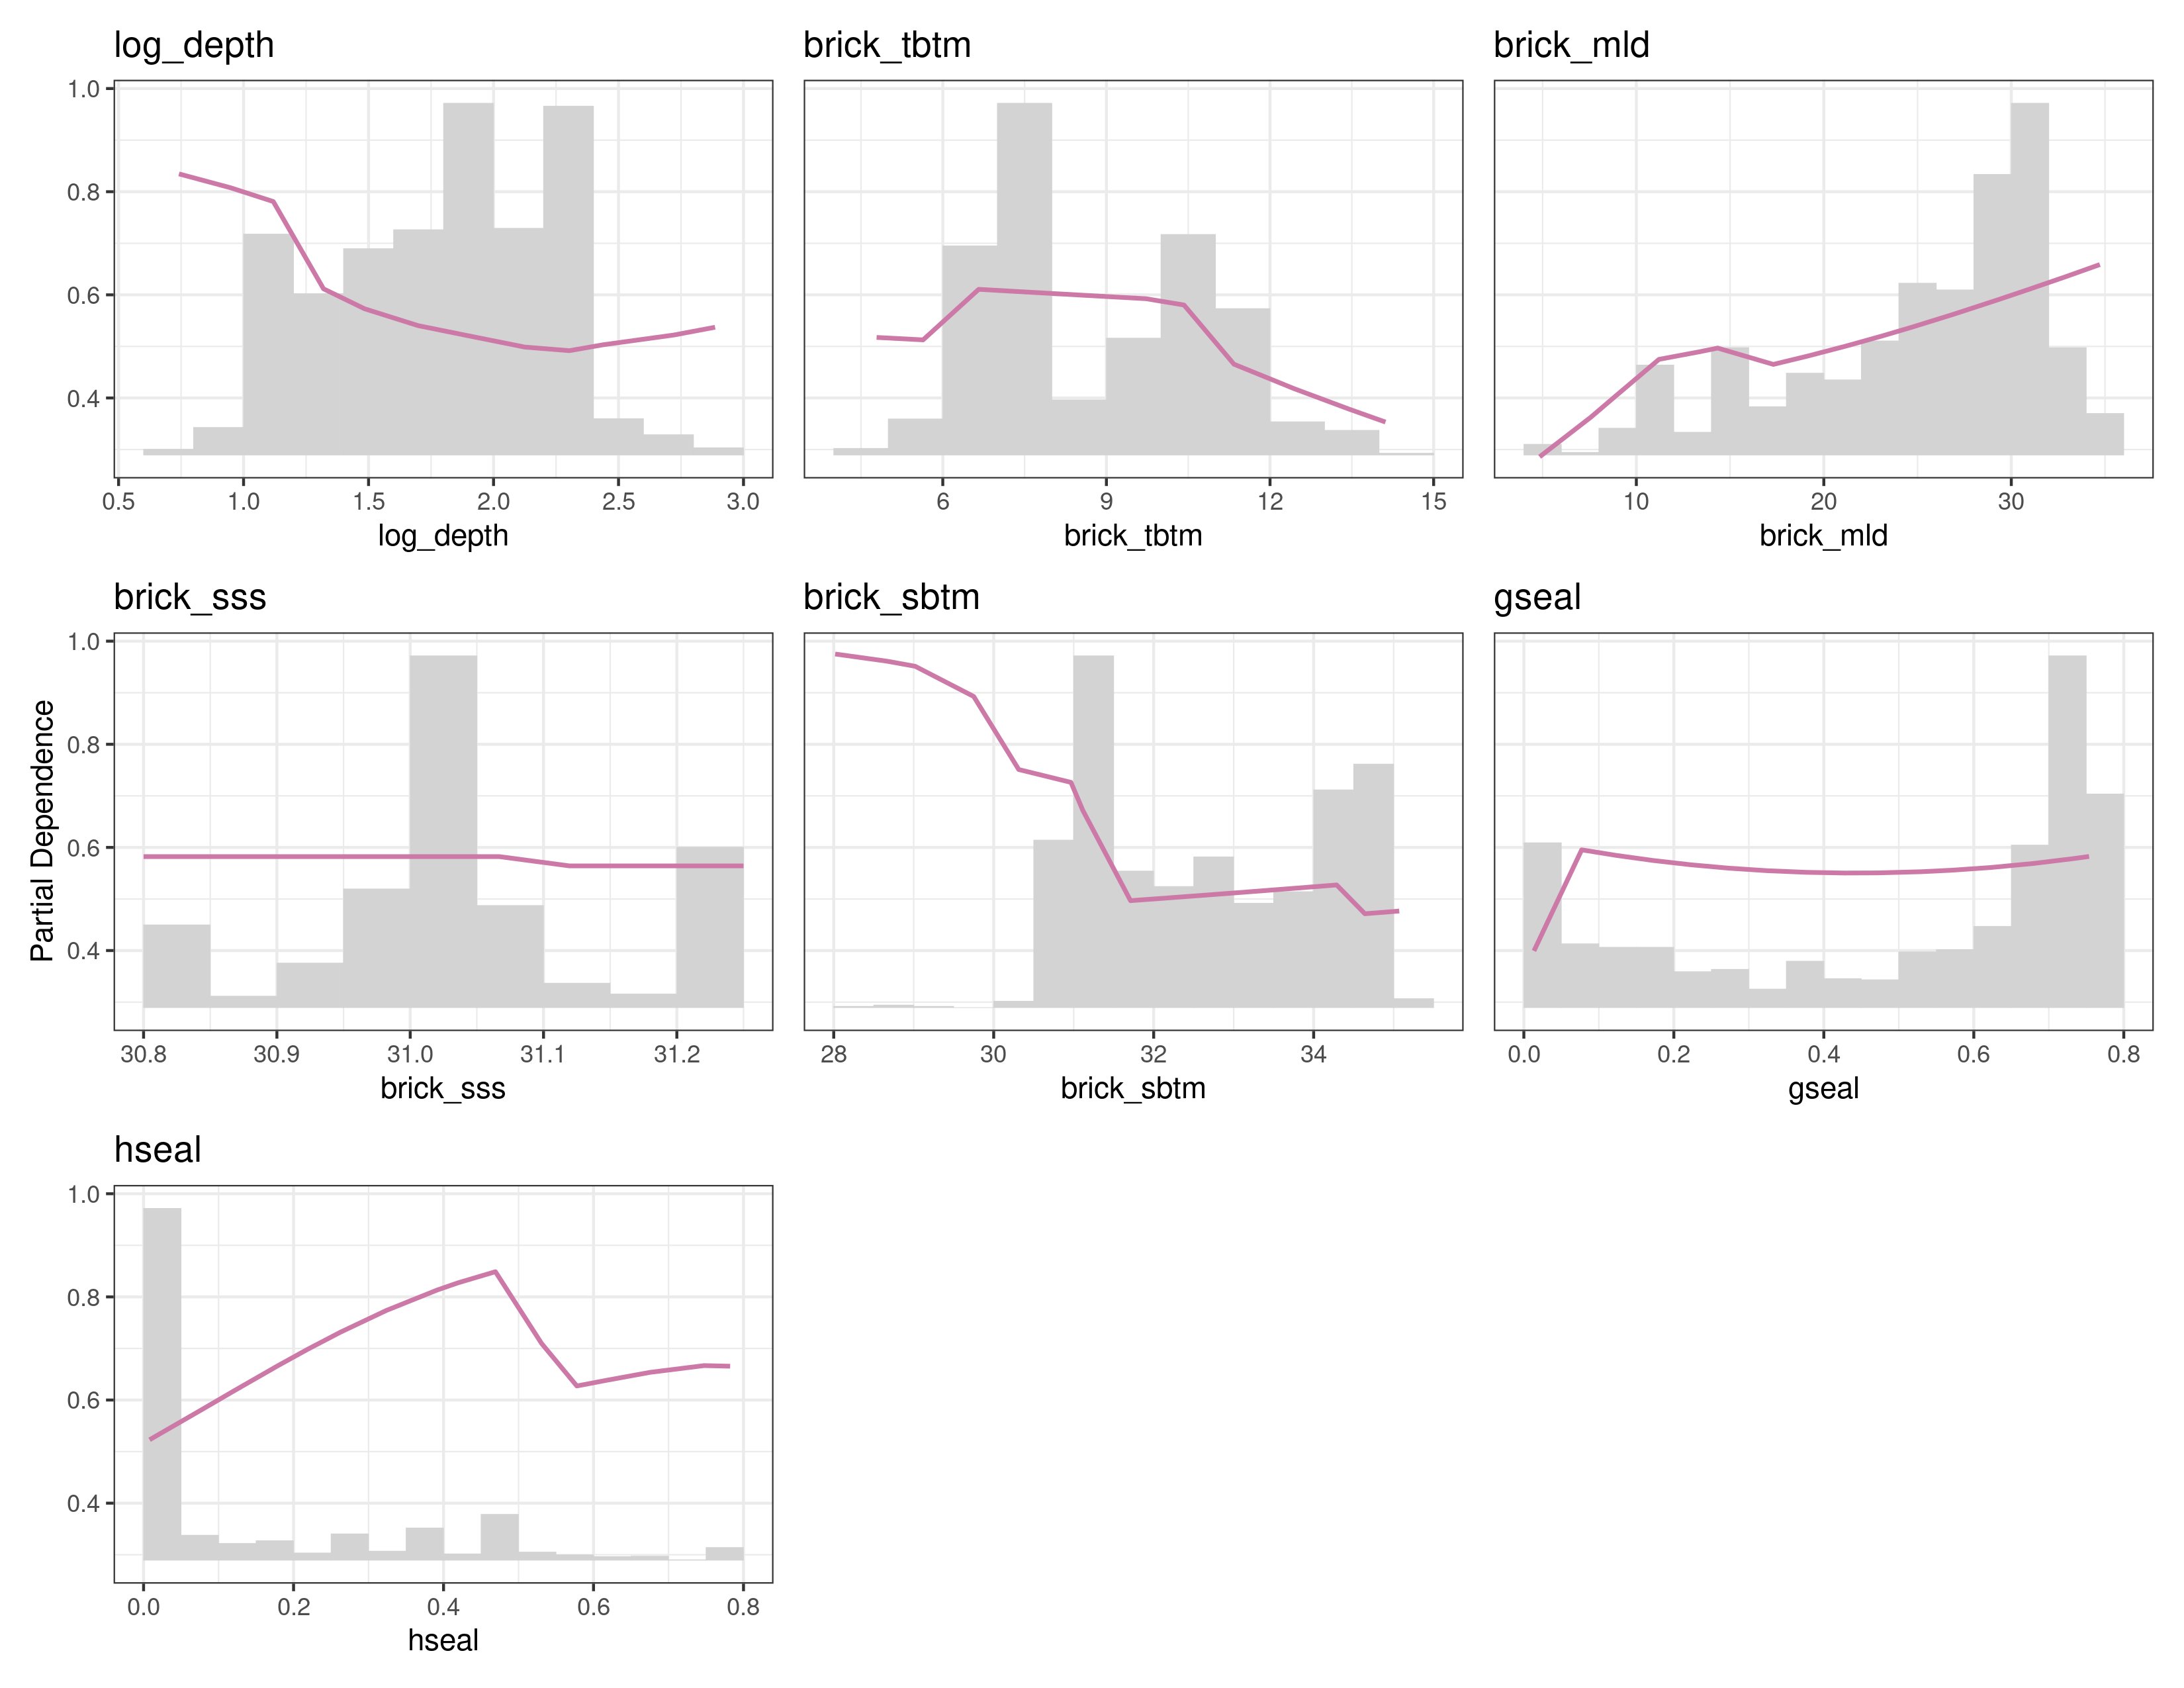 log_depth
brick_tbtm
brick_mld
1.0
0.8
0.6
0.4
0.5 1.0 1.5 2.0 2.5 3.0
6 9 12 15
10 20 30
log_depth
brick_tbtm
brick_mld
brick_sss
brick_sbtm
gseal
Partial Dependence
1.0
0.8
0.6
0.4
30.8 30.9 31.0 31.1 31.2
28 30 32 34
0.0 0.2 0.4 0.6 0.8
brick_sss
brick_sbtm
gseal
hseal
1.0
0.8
0.6
0.4
0.0 0.2 0.4 0.6 0.8
hseal